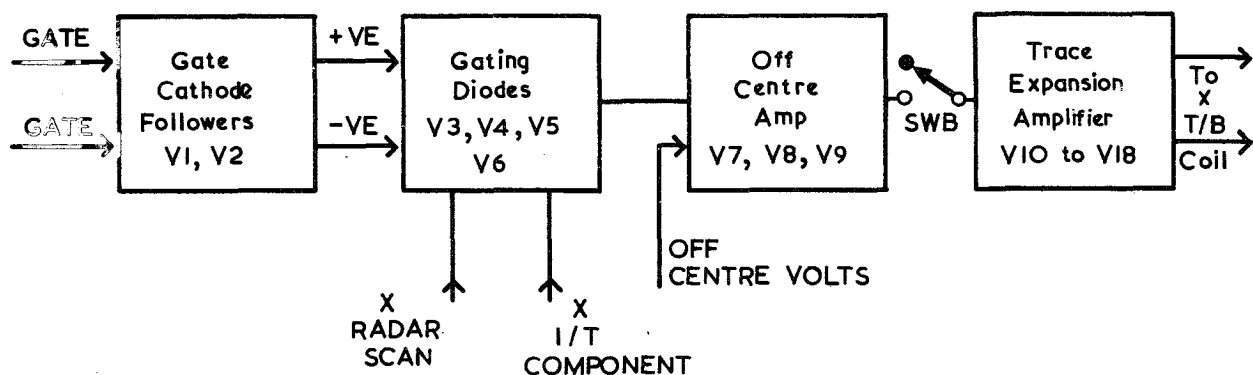 GATE
GATE
Gate
Cathode
Followers
V1, V2
+VE
-VE
Gating
Diodes
V3, V4, V5
V6
X
RADAR
SCAN
X
I/T
COMPONENT
Off
Centre
Amp
V7, V8, V9
OFF
CENTRE VOLTS
SWB
Trace
Expansion
Amplifier
V10 to V18
To
X
T/B
Coil